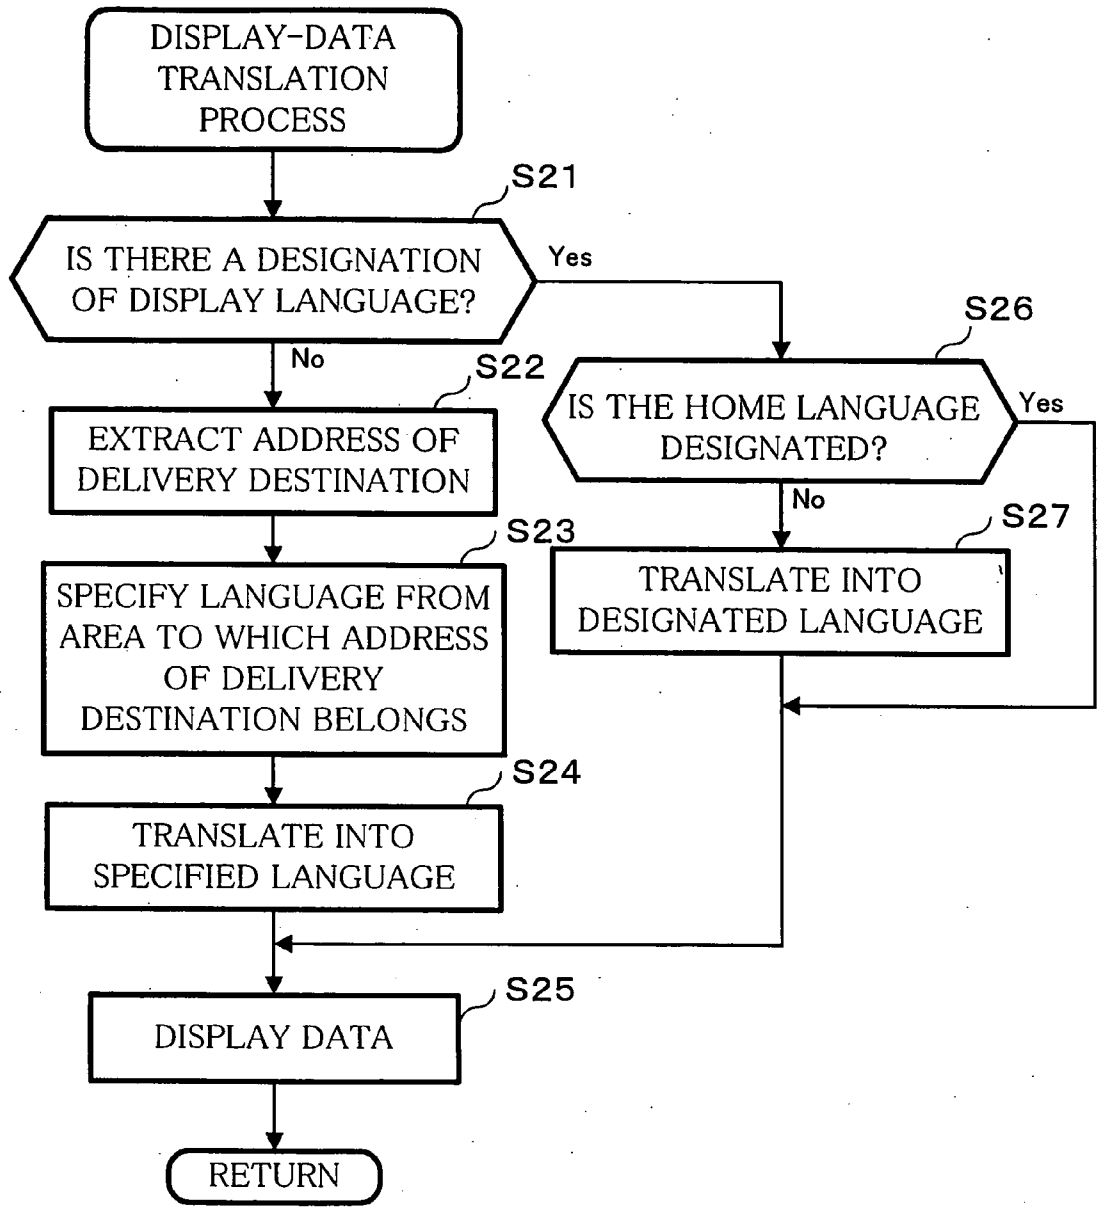 DISPLAY-DATA
TRANSLATION
PROCESS
S21
IS THERE A DESIGNATION
OF DISPLAY LANGUAGE?
Yes
No
S22
EXTRACT ADDRESS OF
DELIVERY DESTINATION
S23
SPECIFY LANGUAGE FROM
AREA TO WHICH ADDRESS
OF DELIVERY
DESTINATION BELONGS
S24
TRANSLATE INTO
SPECIFIED LANGUAGE
S26
IS THE HOME LANGUAGE
DESIGNATED?
Yes
No
S27
TRANSLATE INTO
DESIGNATED LANGUAGE
S25
DISPLAY DATA
RETURN